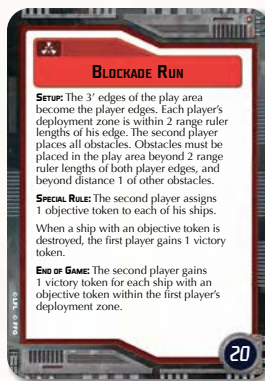 BLOCKADE RUN
SETUP: The 3' edges of the play area
become the player edges. Each player's
deployment zone is within 2 range ruler
lengths of his edge. The second player
places all obstacles. Obstacles must be
placed in the play area beyond 2 range
ruler lengths of both player edges, and
beyond distance 1 of other obstacles.
SPECIAL RULE: The second player assigns
1 objective token to each of his ships.
When a ship with an objective token is
destroyed, the first player gains 1 victory
token.
END OF GAME: The second player gains
1 victory token for each ship with an
objective token within the first player's
deployment zone.
© LFL © FFG
20